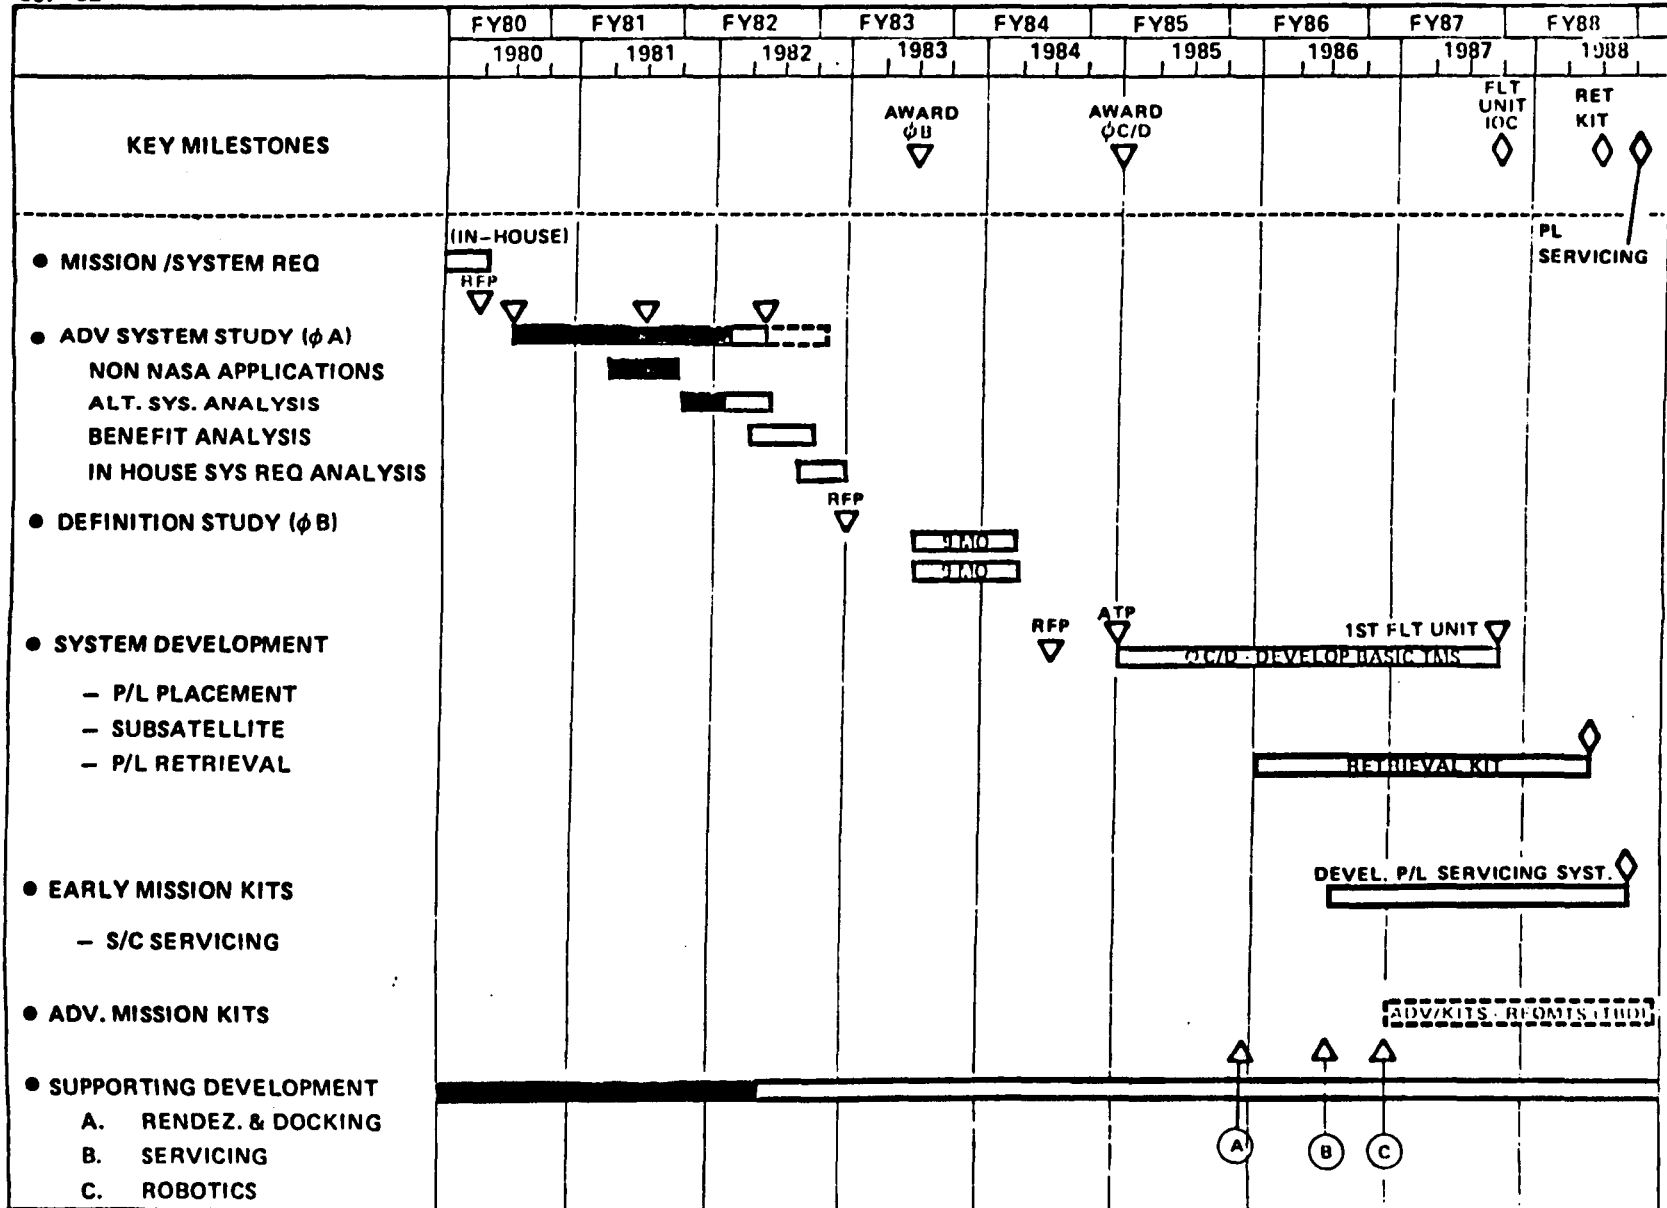 FY80 FY81 FY82 FY83 FY84 FY85 FY86 FY87 FY88
1980 1981 1982 1983 1984 1985 1986 1987 1988
KEY MILESTONES
AWARD
ϕB
AWARD
ϕC/D
FLT
UNIT
IOC
RET
KIT
PL
SERVICING
(IN-HOUSE)
● MISSION /SYSTEM REQ
RFP
● ADV SYSTEM STUDY (ϕ A)
NON NASA APPLICATIONS
ALT. SYS. ANALYSIS
BENEFIT ANALYSIS
IN HOUSE SYS REQ ANALYSIS
RFP
● DEFINITION STUDY (ϕ B)
9 MO
9 MO
RFP
ATP
1ST FLT UNIT
● SYSTEM DEVELOPMENT
C/D - DEVELOP BASIC TMS
– P/L PLACEMENT
– SUBSATELLITE
– P/L RETRIEVAL
RETRIEVAL KIT
DEVEL. P/L SERVICING SYST.
● EARLY MISSION KITS
– S/C SERVICING
● ADV. MISSION KITS
ADV/KITS - REQMTS (TBD)
● SUPPORTING DEVELOPMENT
A. RENDEZ. & DOCKING
B. SERVICING
C. ROBOTICS
A
B
C